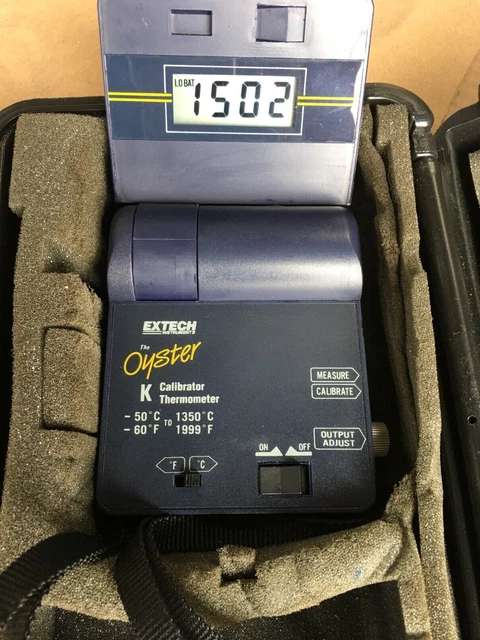 EXTECH
LO BAT
1502
EXTECH
INSTRUMENTS
The
Oyster
K Calibrator
Thermometer
- 50°C TO 1350°C
- 60°F 1999°F
MEASURE
CALIBRATE
OUTPUT
ADJUST
ON OFF
°F °C